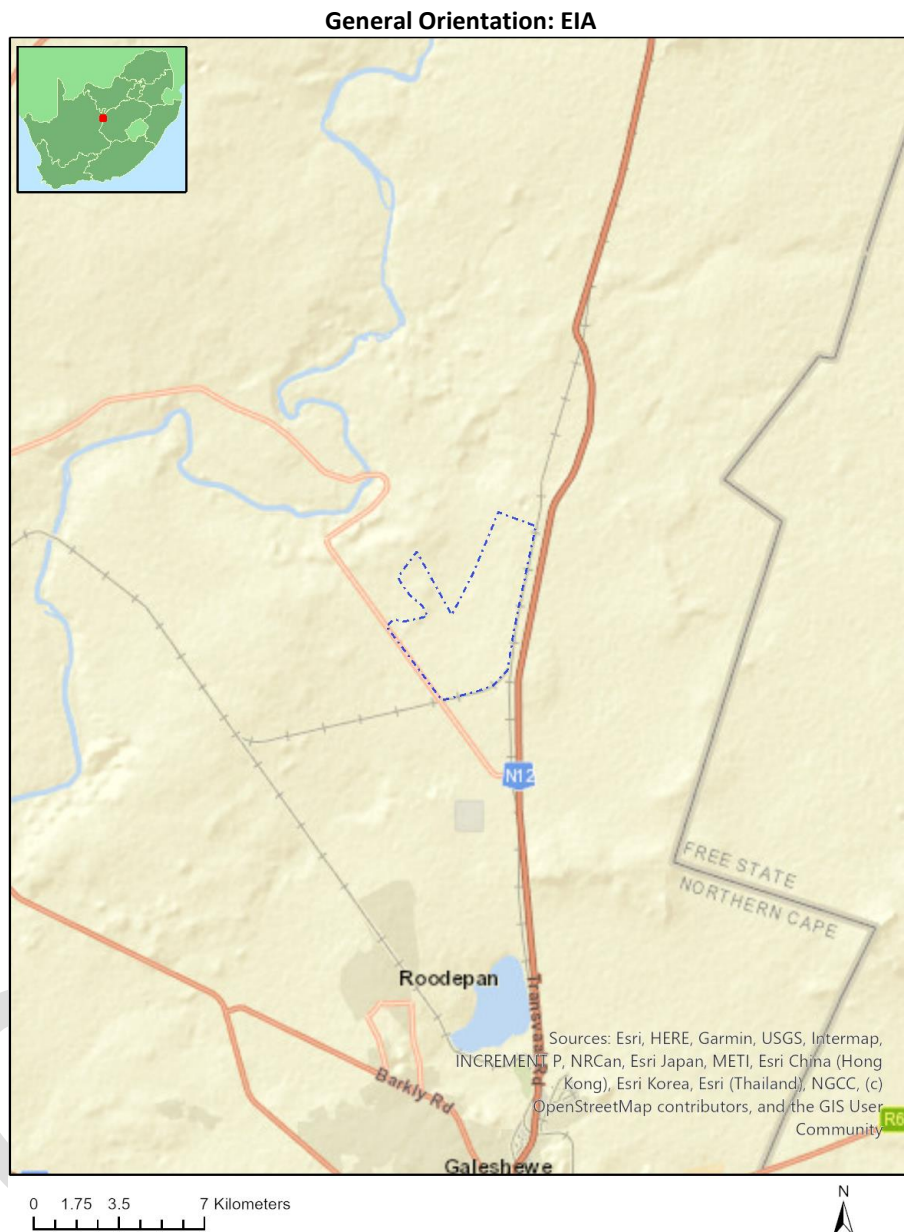 General Orientation: EIA
N12
FREE STATE
NORTHERN CAPE
Roodepan
Transvaal Rd
Sources: Esri, HERE, Garmin, USGS, Intermap,
INCREMENT P, NRCan, Esri Japan, METI, Esri China (Hong
Kong), Esri Korea, Esri (Thailand), NGCC, (c)
OpenStreetMap contributors, and the GIS User
Community
Barkly Rd
R6
Galeshewe
0 1.75 3.5 7 Kilometers
N